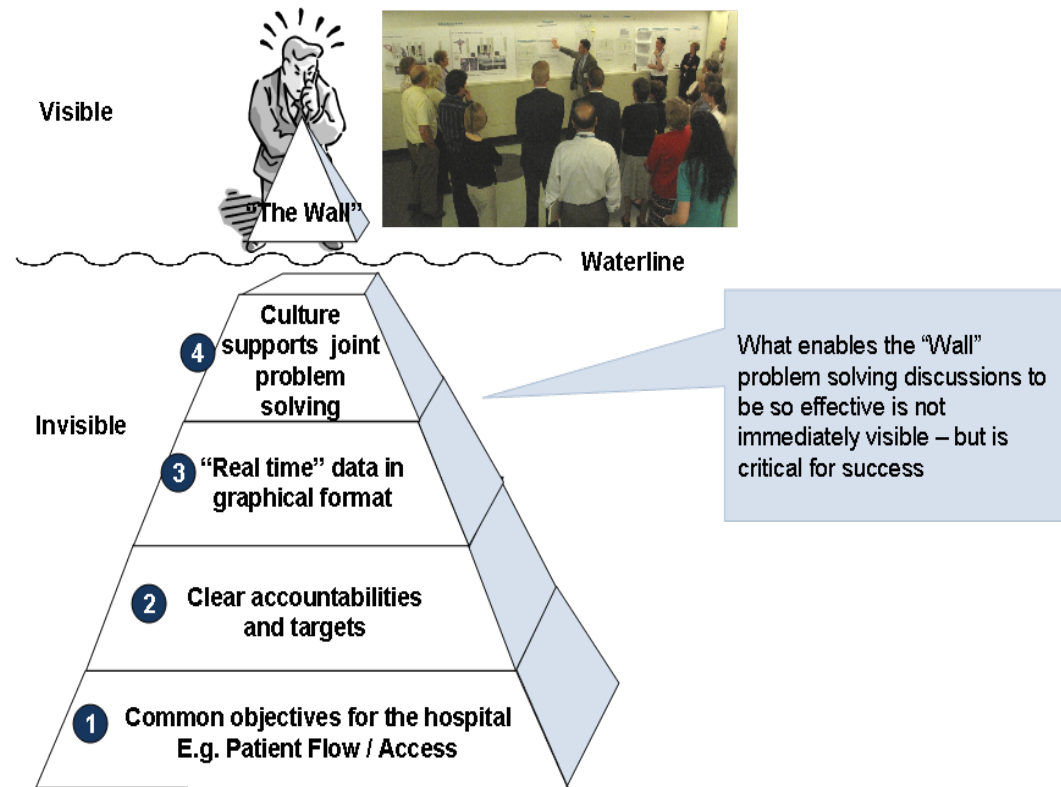 Visible
“The Wall”
Waterline
Culture
supports joint
problem
solving
4
What enables the “Wall”
problem solving discussions to
be so effective is not
immediately visible – but is
critical for success
Invisible
3
“Real time” data in
graphical format
2
Clear accountabilities
and targets
1
Common objectives for the hospital
E.g. Patient Flow / Access